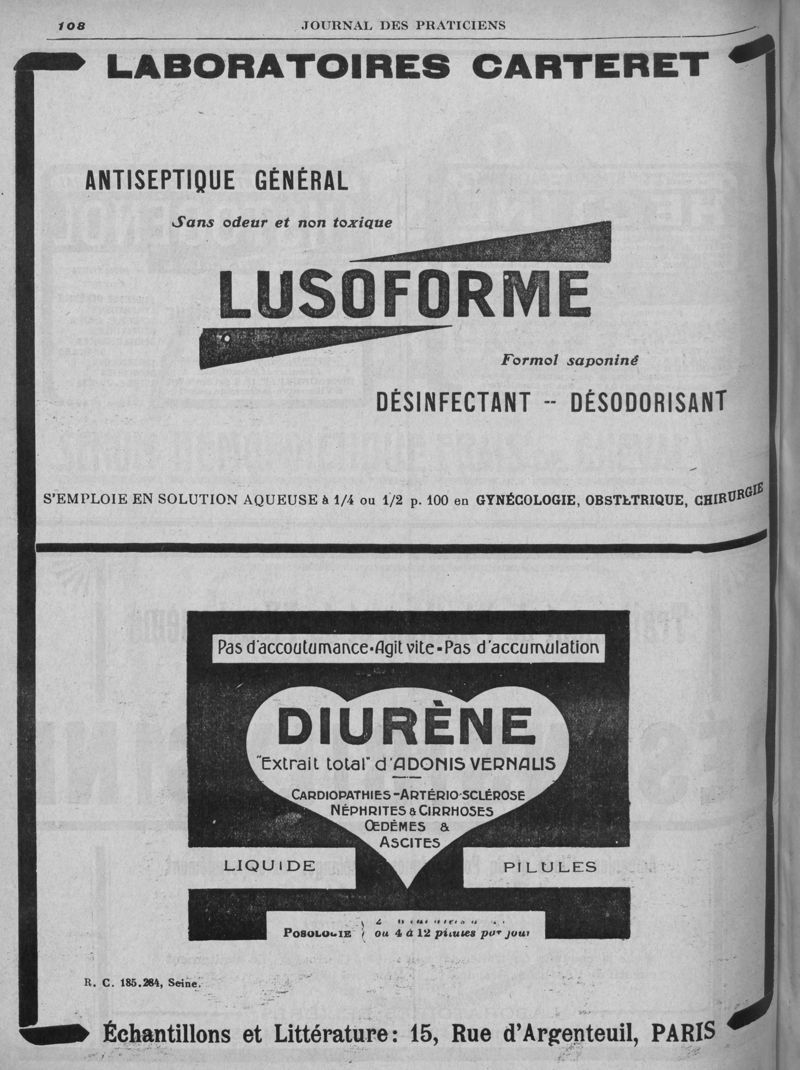 108
JOURNAL DES PRATICIENS
LABORATOIRES CARTERET
ANTISEPTIQUE GÉNÉRAL
Sans odeur et non toxique
LUSOFORME
Formol saponiné
DÉSINFECTANT -- DÉSODORISANT
S'EMPLOIE EN SOLUTION AQUEUSE à 1/4 ou 1/2 p. 100 en GYNÉCOLOGIE, OBSTÉTRIQUE, CHIRURGIE
Pas d'accoutumance-Agit vite-Pas d'accumulation
DIURÈNE
"Extrait total" d'ADONIS VERNALIS
CARDIOPATHIES-ARTÉRIO-SCLÉROSE
NÉPHRITES & CIRRHOSES
ŒDÈMES &
ASCITES
LIQUIDE
PILULES
POSOLOGIE
ou 4 à 12 pilules par jour
R. C. 185.284, Seine.
Échantillons et Littérature: 15, Rue d'Argenteuil, PARIS